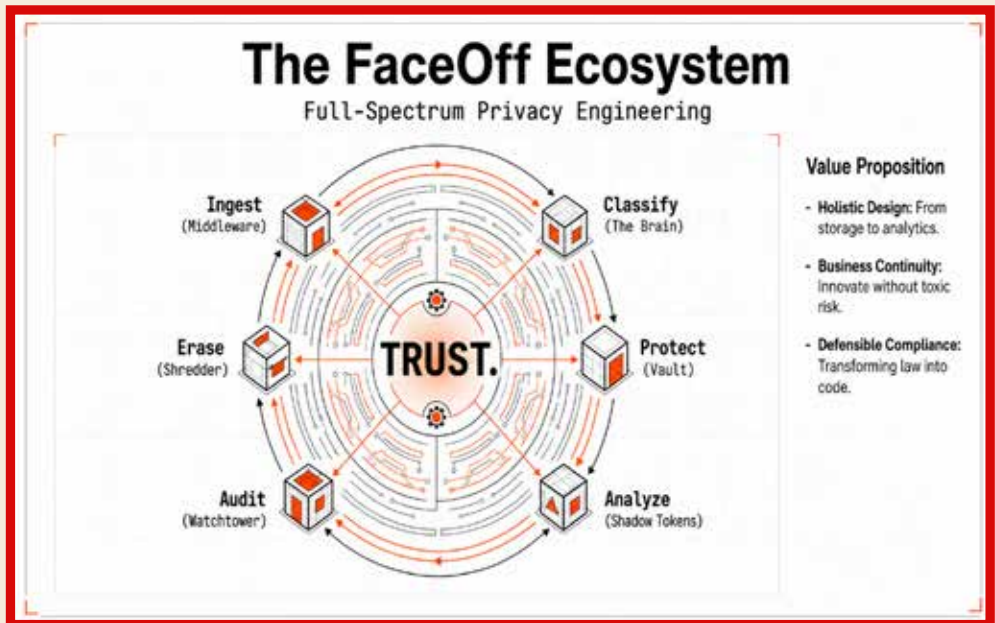 The FaceOff Ecosystem
Full-Spectrum Privacy Engineering
Ingest
(Middleware)
Classify
(The Brain)
Erase
(Shredder)
TRUST.
Protect
(Vault)
Audit
(Watchtower)
Analyze
(Shadow Tokens)
Value Proposition
- Holistic Design: From
storage to analytics.
- Business Continuity:
Innovate without toxic
risk.
- Defensible Compliance:
Transforming law into
code.